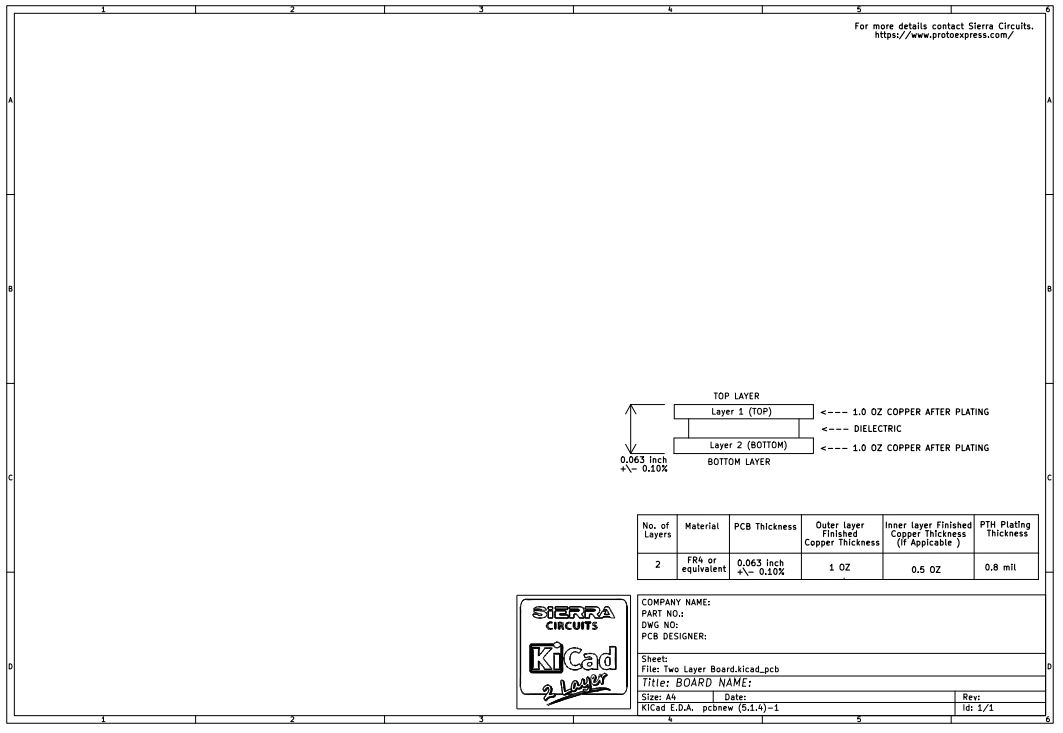 1 2 3 4 5 6
For more details contact Sierra Circuits.
https://www.protoexpress.com/
A A
B B
TOP LAYER
Layer 1 (TOP) <--- 1.0 OZ COPPER AFTER PLATING
<--- DIELECTRIC
Layer 2 (BOTTOM) <--- 1.0 OZ COPPER AFTER PLATING
0.063 inch
+\- 0.10%
BOTTOM LAYER
C C
No. of
Layers
Material
PCB Thickness
Outer layer
Finished
Copper Thickness
Inner layer Finished
Copper Thickness
(If Appicable )
PTH Plating
Thickness
2
FR4 or
equivalent
0.063 inch
+\- 0.10%
1 OZ
0.5 OZ
0.8 mil
SiERRA
CIRCUITS
KiCad
2 Layer
COMPANY NAME:
PART NO.:
DWG NO:
PCB DESIGNER:
Sheet:
File: Two Layer Board.kicad_pcb
D D
Title: BOARD NAME:
Size: A4 Date: Rev:
KiCad E.D.A. pcbnew (5.1.4)-1 Id: 1/1
1 2 3 4 5 6